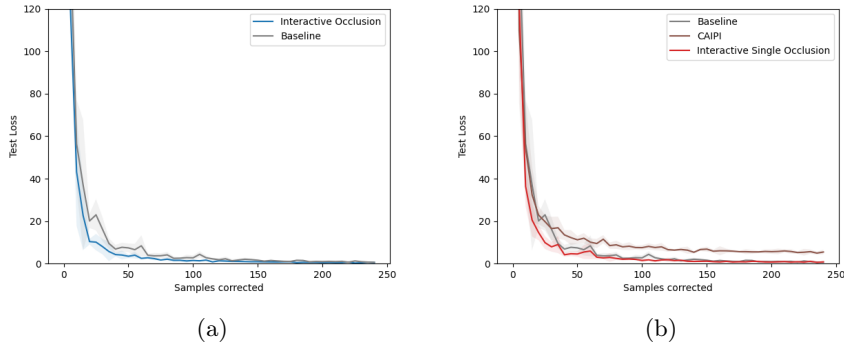 120
100
80
60
40
20
0
Test Loss
Interactive Occlusion
Baseline
0
50
100
150
200
250
Samples corrected
(a)
120
100
80
60
40
20
0
Test Loss
Baseline
CAIPI
Interactive Single Occlusion
0
50
100
150
200
250
Samples corrected
(b)